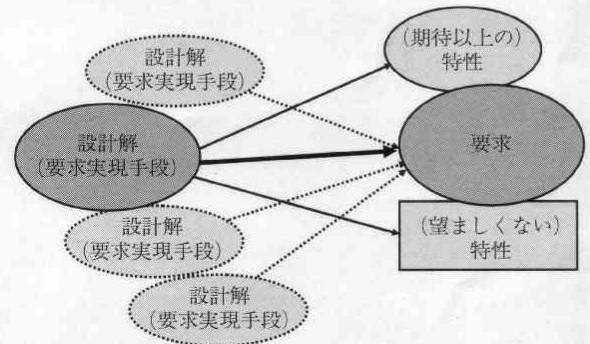 設計解
(要求実現手段)
(期待以上の)
特性
設計解
(要求実現手段)
要求
設計解
(要求実現手段)
(望ましくない)
特性
設計解
(要求実現手段)